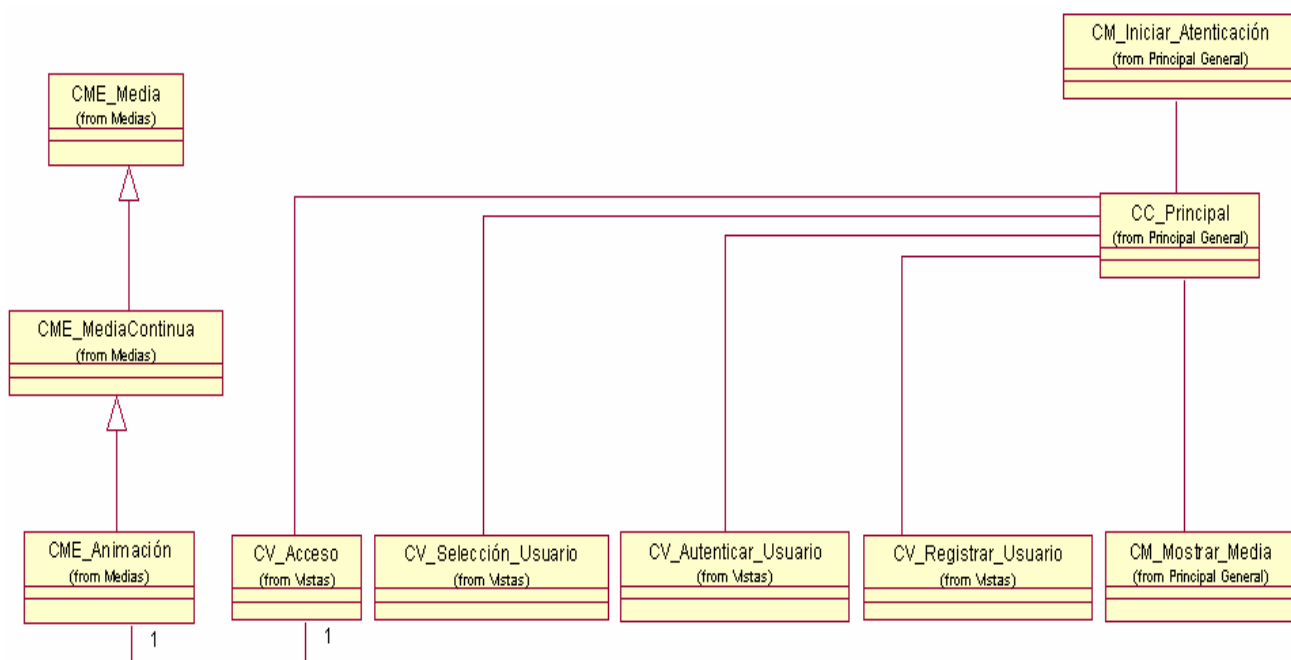 CM_Iniciar_Atenticación
(from Principal General)
CME_Media
(from Medias)
CC_Principal
(from Principal General)
CME_MediaContinua
(from Medias)
CME_Animación
(from Medias)
CV_Acceso
(from Vistas)
CV_Selección_Usuario
(from Vistas)
CV_Autenticar_Usuario
(from Vistas)
CV_Registrar_Usuario
(from Vistas)
CM_Mostrar_Media
(from Principal General)
1
1